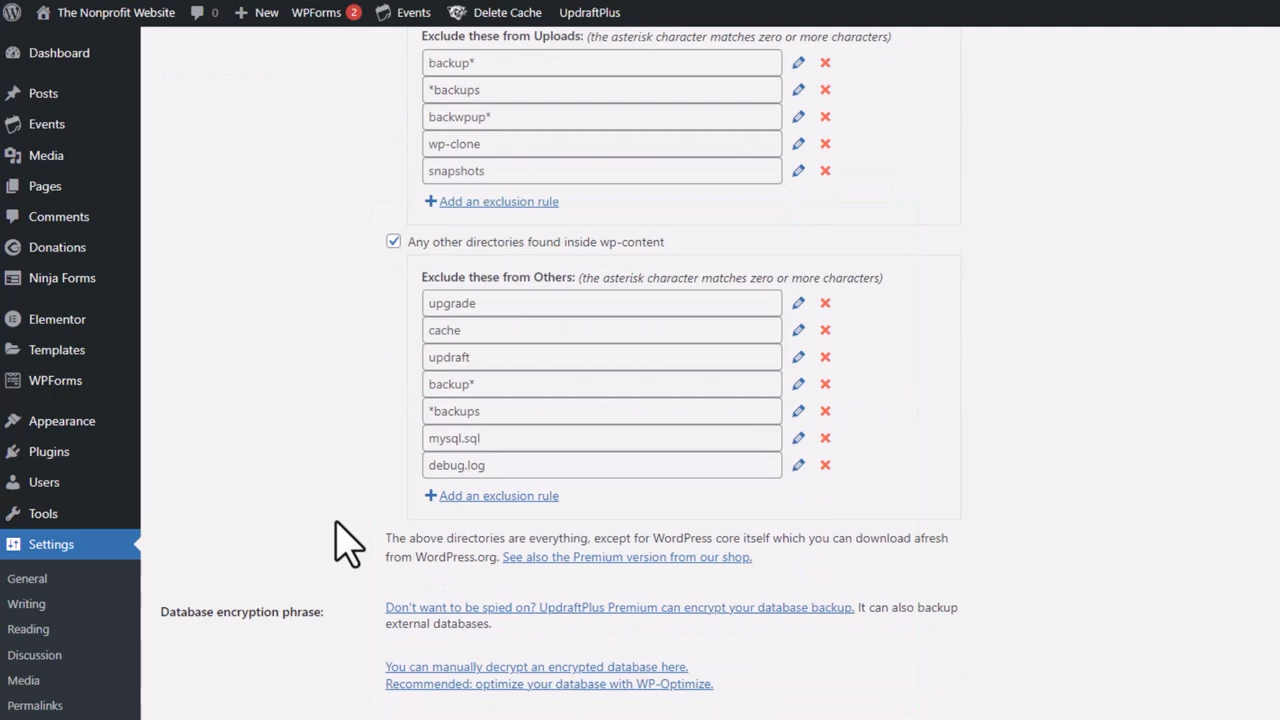 The Nonprofit Website 0 New WPForms 2 Events Delete Cache UpdraftPlus
Dashboard
Posts
Events
Media
Pages
Comments
Donations
Ninja Forms
Elementor
Templates
WPForms
Appearance
Plugins
Users
Tools
Settings
General
Writing
Reading
Discussion
Media
Permalinks
Exclude these from Uploads: (the asterisk character matches zero or more characters)
backup*
*backups
backwpup*
wp-clone
snapshots
Add an exclusion rule
Any other directories found inside wp-content
Exclude these from Others: (the asterisk character matches zero or more characters)
upgrade
cache
updraft
backup*
*backups
mysql.sql
debug.log
Add an exclusion rule
The above directories are everything, except for WordPress core itself which you can download afresh
from WordPress.org. See also the Premium version from our shop.
Database encryption phrase:
Don't want to be spied on? UpdraftPlus Premium can encrypt your database backup. It can also backup
external databases.
You can manually decrypt an encrypted database here.
Recommended: optimize your database with WP-Optimize.